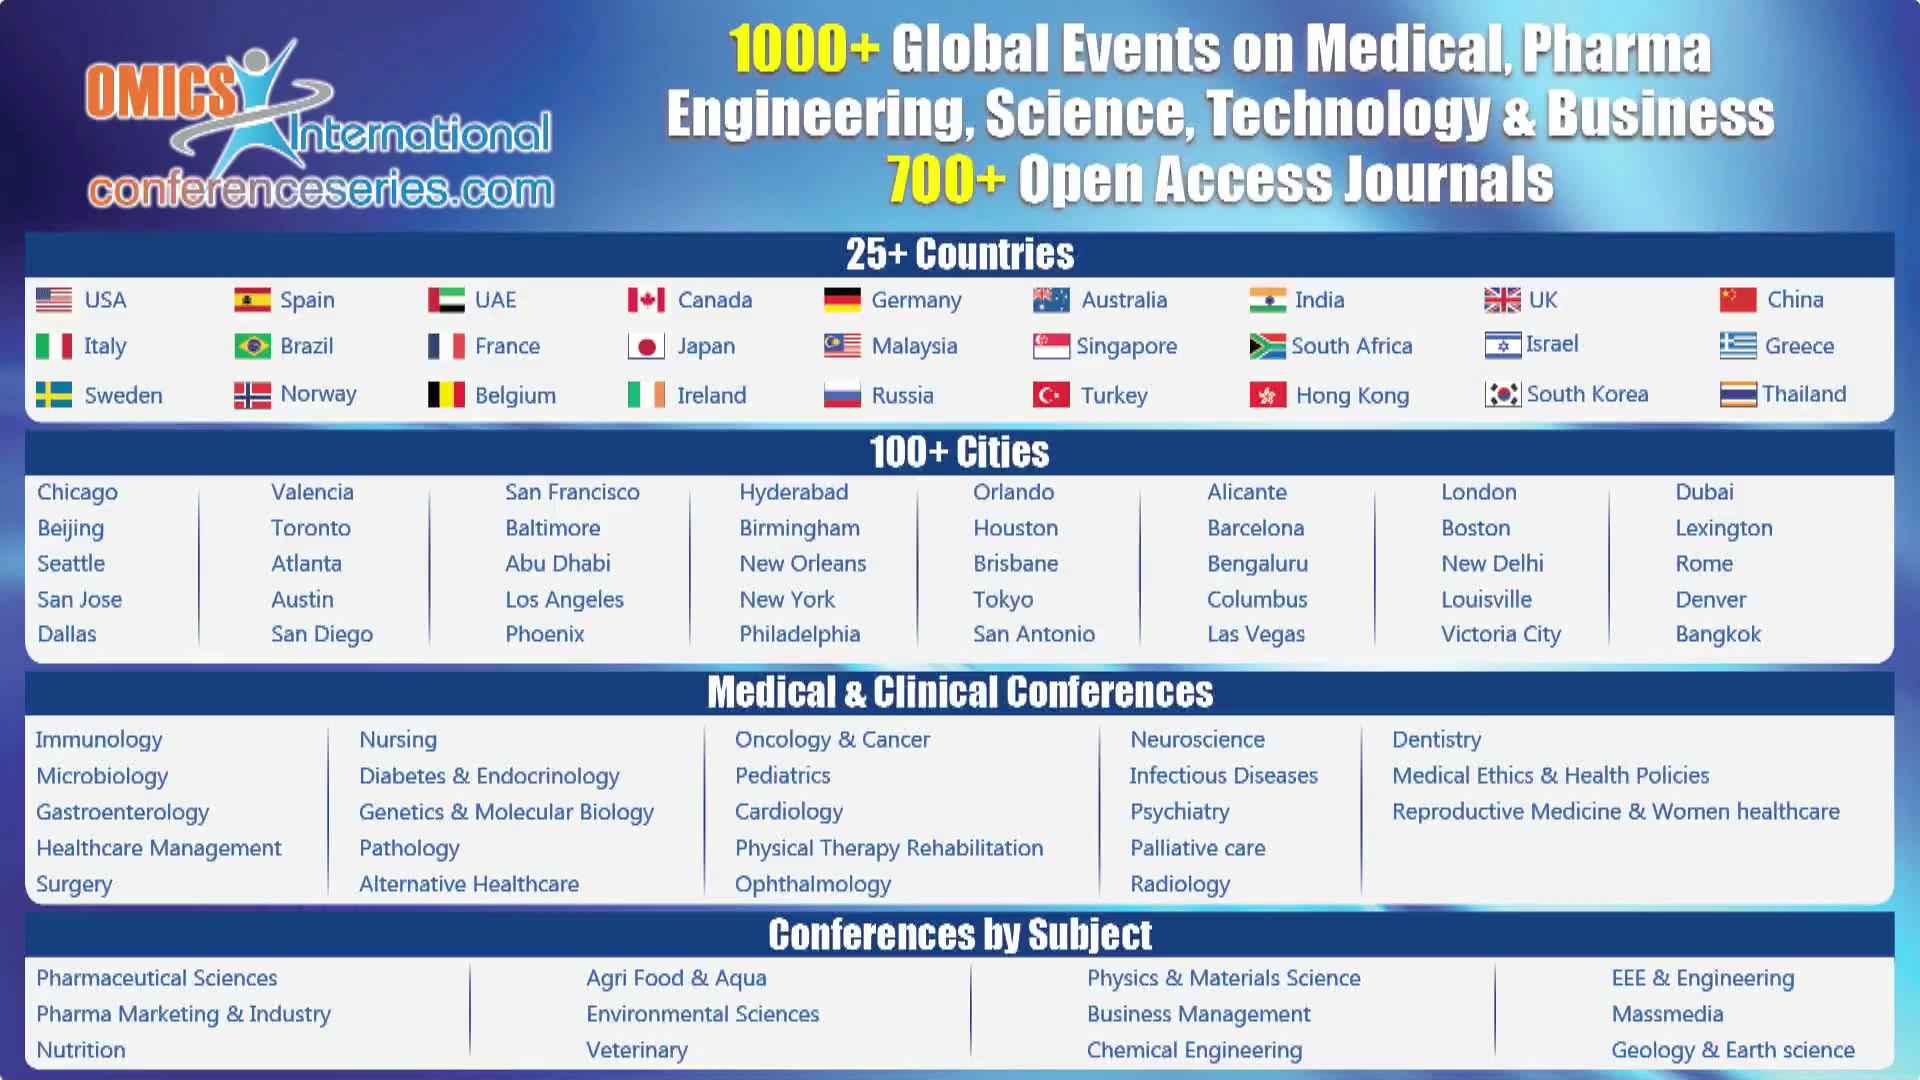 OMICS
International
conferenceseries.com
1000+ Global Events on Medical, Pharma
Engineering, Science, Technology & Business
700+ Open Access Journals
25+ Countries
USA Spain UAE Canada Germany Australia India UK China
Italy Brazil France Japan Malaysia Singapore South Africa Israel Greece
Sweden Norway Belgium Ireland Russia Turkey Hong Kong South Korea Thailand
100+ Cities
Chicago Valencia San Francisco Hyderabad Orlando Alicante London Dubai
Beijing Toronto Baltimore Birmingham Houston Barcelona Boston Lexington
Seattle Atlanta Abu Dhabi New Orleans Brisbane Bengaluru New Delhi Rome
San Jose Austin Los Angeles New York Tokyo Columbus Louisville Denver
Dallas San Diego Phoenix Philadelphia San Antonio Las Vegas Victoria City Bangkok
Medical & Clinical Conferences
Immunology Nursing Oncology & Cancer Neuroscience Dentistry
Microbiology Diabetes & Endocrinology Pediatrics Infectious Diseases Medical Ethics & Health Policies
Gastroenterology Genetics & Molecular Biology Cardiology Psychiatry Reproductive Medicine & Women healthcare
Healthcare Management Pathology Physical Therapy Rehabilitation Palliative care
Surgery Alternative Healthcare Ophthalmology Radiology
Conferences by Subject
Pharmaceutical Sciences Agri Food & Aqua Physics & Materials Science EEE & Engineering
Pharma Marketing & Industry Environmental Sciences Business Management Massmedia
Nutrition Veterinary Chemical Engineering Geology & Earth science